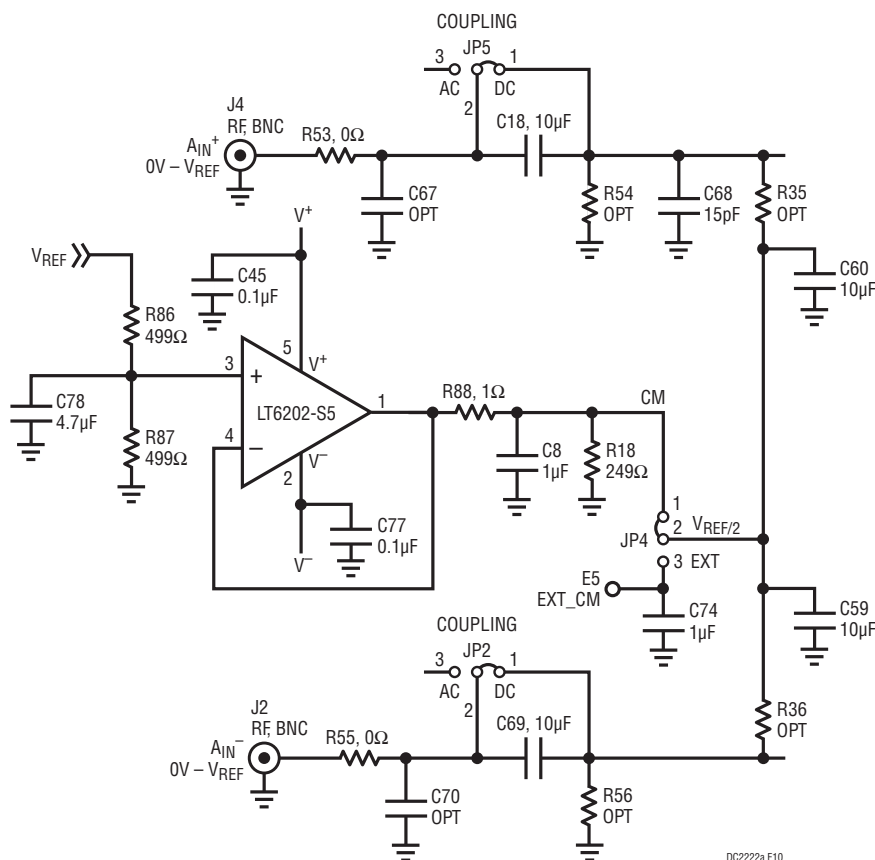 COUPLING
JP5
3
1
AC
DC
2
C18, 10µF
J4
RF, BNC
AIN+
0V – VREF
R53, 0Ω
C67
OPT
R54
OPT
C68
15pF
R35
OPT
C60
10µF
V+
VREF
C45
0.1µF
R86
499Ω
5
V+
3
+
LT6202-S5
1
R88, 1Ω
CM
C78
4.7µF
R87
499Ω
4
–
V–
2
C8
1µF
R18
249Ω
C77
0.1µF
V–
1
2
VREF/2
JP4
3 EXT
E5
EXT_CM
C74
1µF
C59
10µF
COUPLING
JP2
3
1
AC
DC
2
C69, 10µF
R36
OPT
J2
RF, BNC
AIN–
0V – VREF
R55, 0Ω
C70
OPT
R56
OPT
DC2222a F10